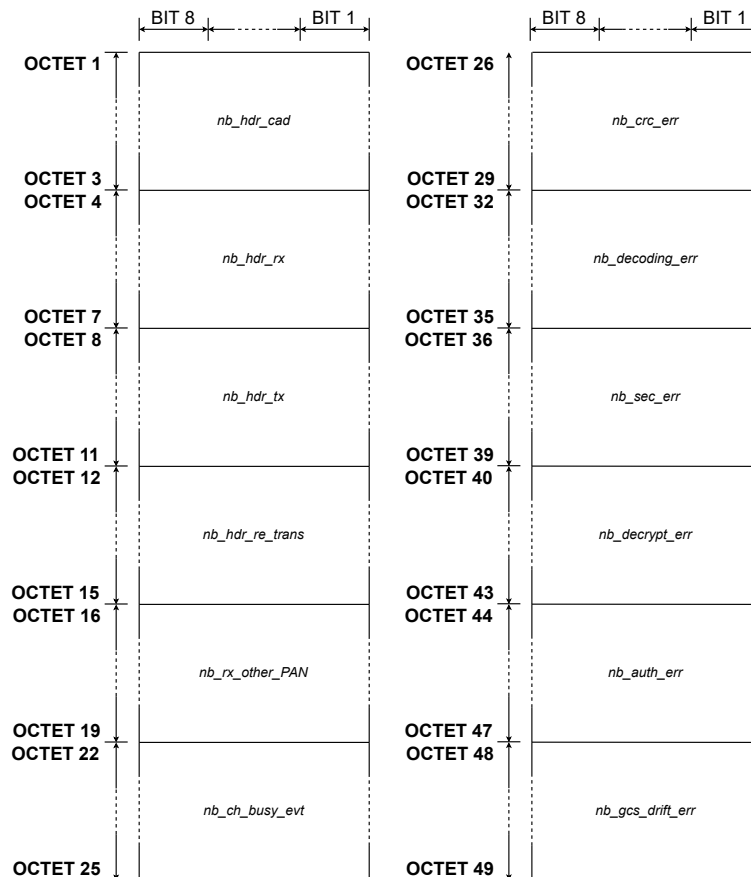 BIT 8 BIT 1
OCTET 1
nb_hdr_cad
OCTET 3
OCTET 4
nb_hdr_rx
OCTET 7
OCTET 8
nb_hdr_tx
OCTET 11
OCTET 12
nb_hdr_re_trans
OCTET 15
OCTET 16
nb_rx_other_PAN
OCTET 19
OCTET 22
nb_ch_busy_evt
OCTET 25
BIT 8 BIT 1
OCTET 26
nb_crc_err
OCTET 29
OCTET 32
nb_decoding_err
OCTET 35
OCTET 36
nb_sec_err
OCTET 39
OCTET 40
nb_decrypt_err
OCTET 43
OCTET 44
nb_auth_err
OCTET 47
OCTET 48
nb_gcs_drift_err
OCTET 49